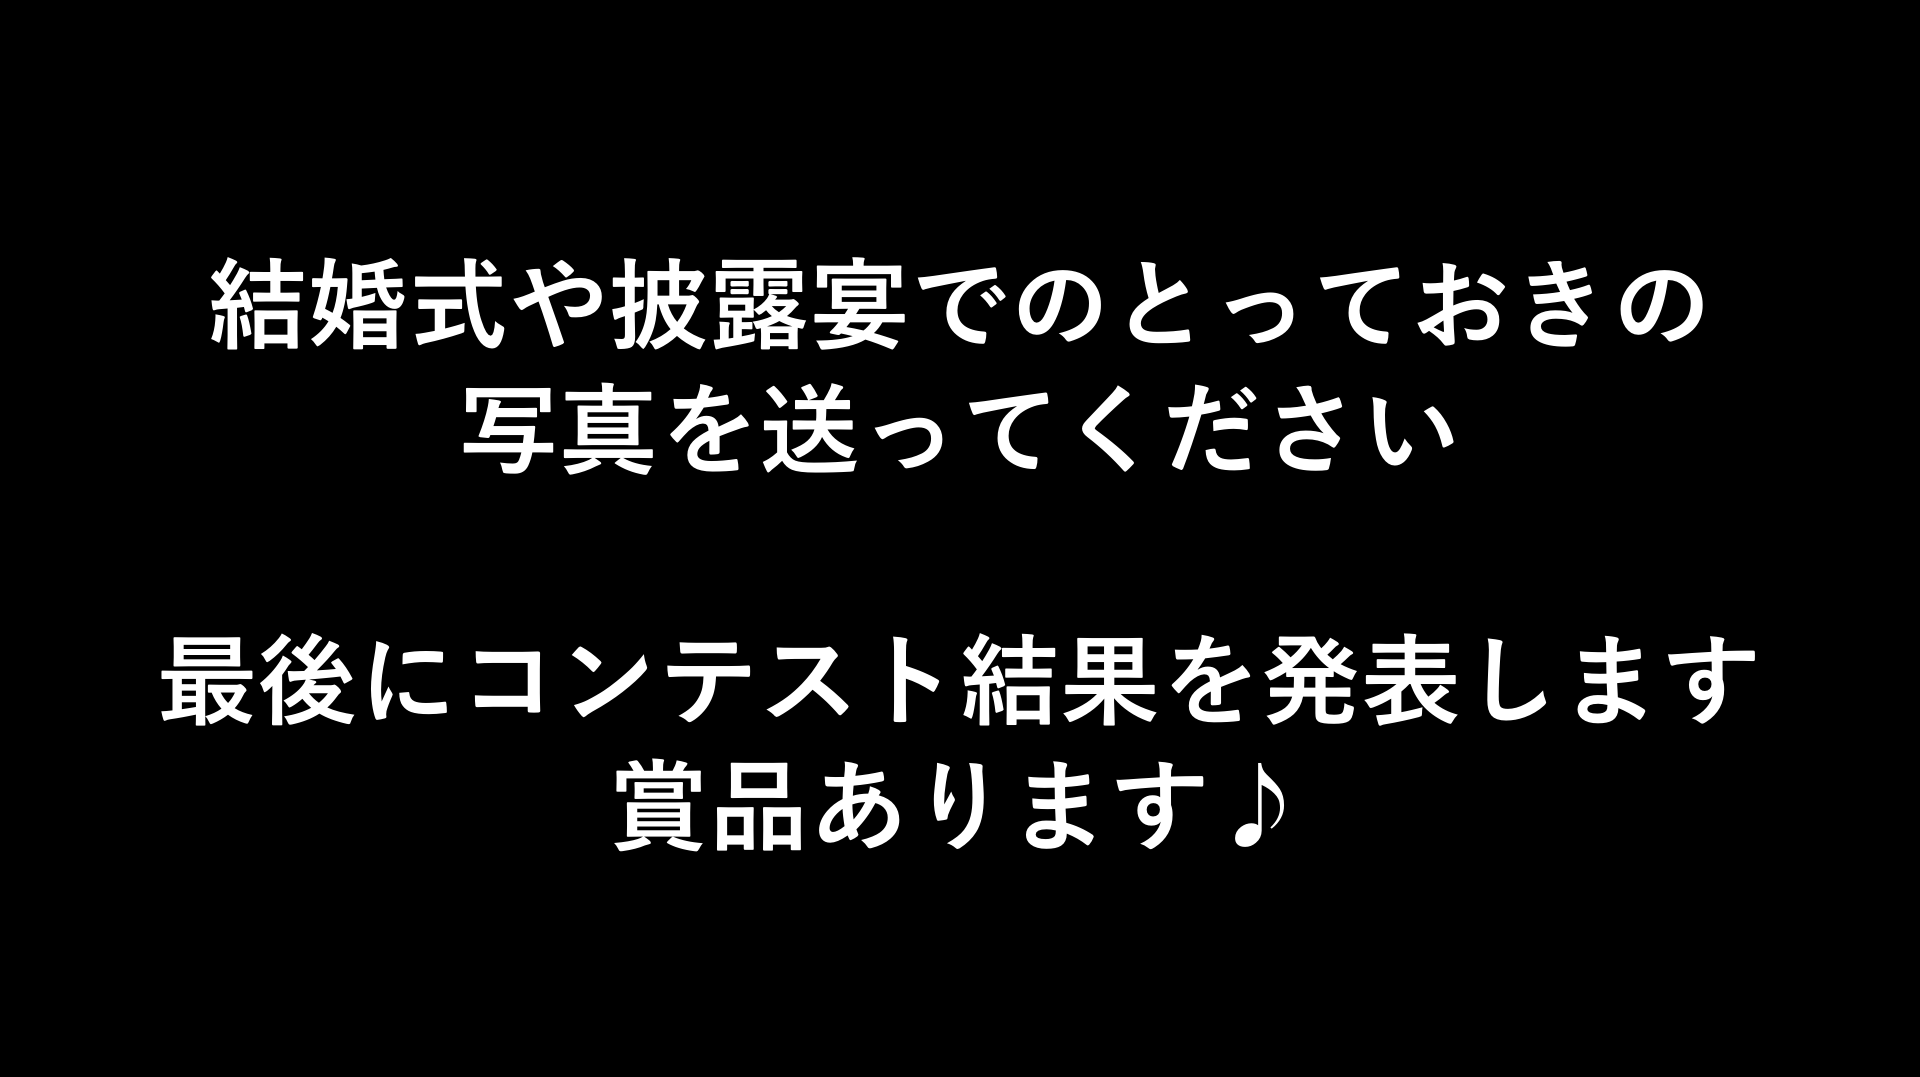 結婚式や披露宴でのとっておきの
写真を送ってください
最後にコンテスト結果を発表します
賞品あります♪